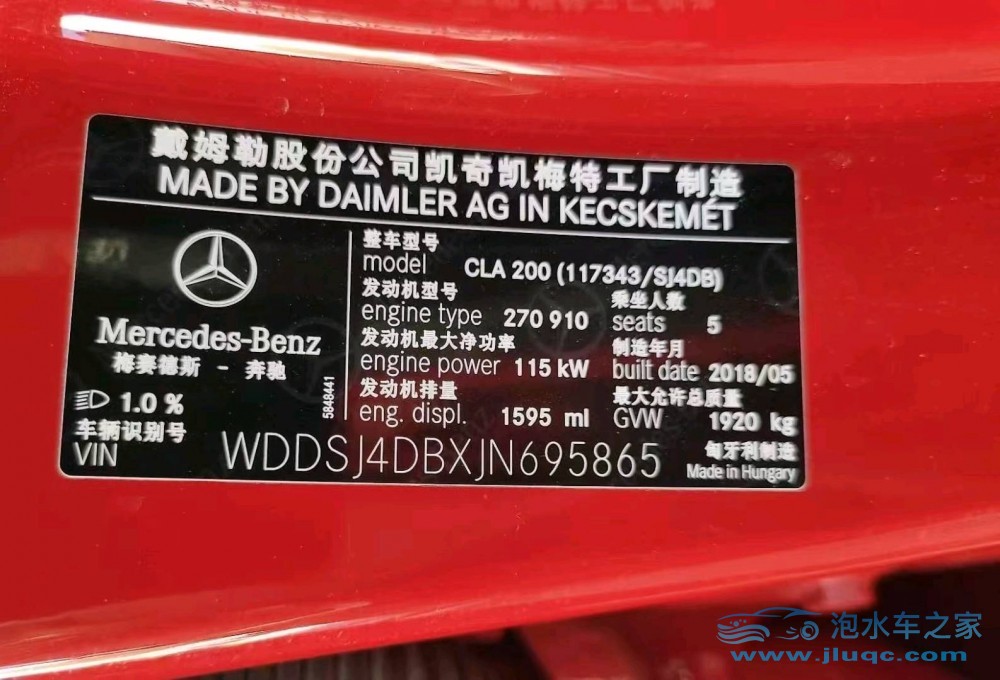 戴姆勒股份公司凯奇凯梅特工厂制造
MADE BY DAIMLER AG IN KECSKEMÉT
Mercedes-Benz
梅赛德斯 - 奔驰
1.0 %
5848441
整车型号
model CLA 200 (117343/SJ4DB)
发动机型号
engine type 270 910
乘坐人数
seats 5
发动机最大净功率
engine power 115 kW
制造年月
built date 2018/05
发动机排量
eng. displ. 1595 ml
最大允许总质量
GVW 1920 kg
车辆识别号
VIN WDDSJ4DBXJN695865
匈牙利制造
Made in Hungary
泡水车之家
www.jluqc.com